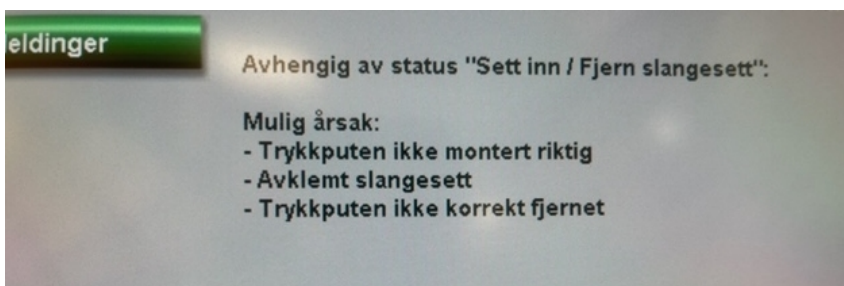 eldinger
Avhengig av status "Sett inn / Fjern slangesett":
Mulig årsak:
- Trykkputen ikke montert riktig
- Avklemt slangesett
- Trykkputen ikke korrekt fjernet